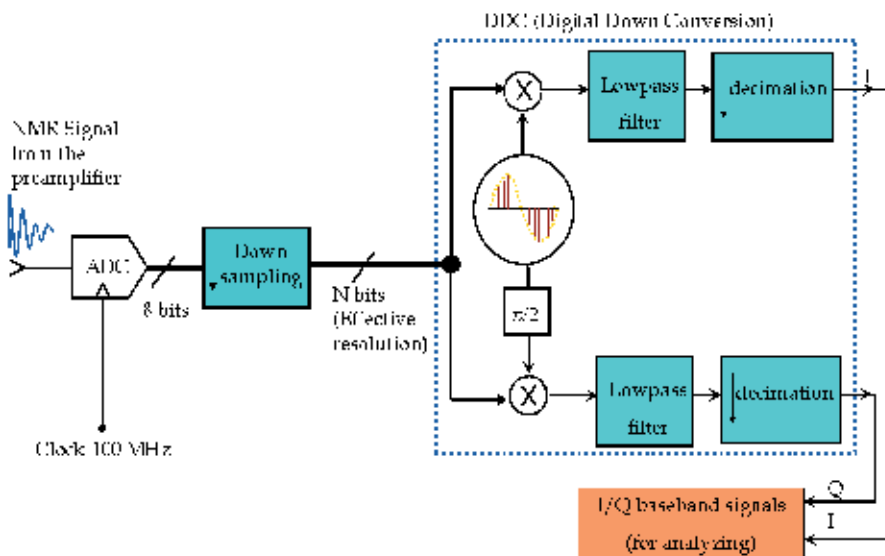 DDC (Digital Down Conversion)
NMR Signal
from the
preamplifier
ADC
8 bits
Down
sampling
N bits
(Effective
resolution)
Clock 100 MHz
X
Lowpass
filter
decimation
I
π/2
X
Lowpass
filter
decimation
Q
I
I/Q baseband signals
(for analyzing)